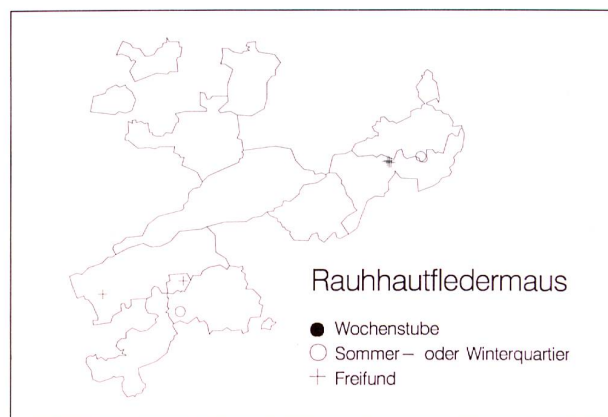 Rauhhautfledermaus
Wochenstube
Sommer– oder Winterquartier
Freifund